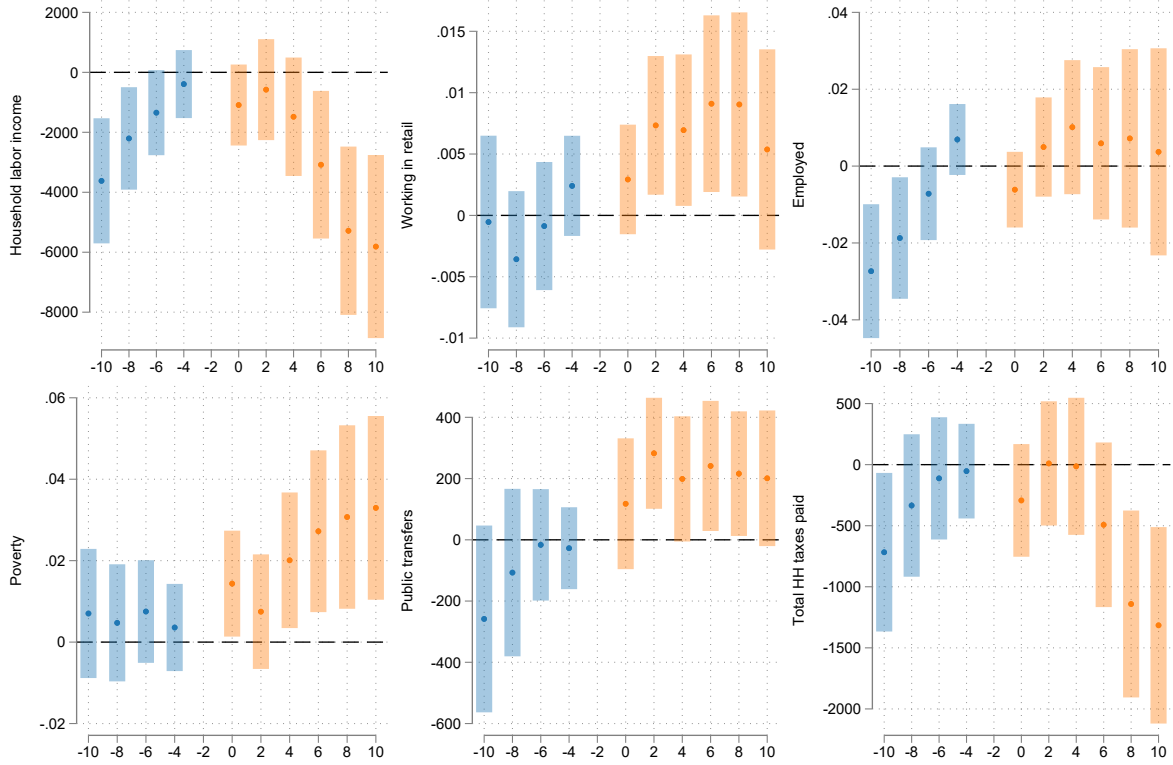 Household labor income
2000
0
-2000
-4000
-6000
-8000
-10 -8 -6 -4 -2 0 2 4 6 8 10
Working in retail
.015
.01
.005
0
-.005
-.01
-10 -8 -6 -4 -2 0 2 4 6 8 10
Employed
.04
.02
0
-.02
-.04
-10 -8 -6 -4 -2 0 2 4 6 8 10
Poverty
.06
.04
.02
0
-.02
-10 -8 -6 -4 -2 0 2 4 6 8 10
Public transfers
400
200
0
-200
-400
-600
-10 -8 -6 -4 -2 0 2 4 6 8 10
Total HH taxes paid
500
0
-500
-1000
-1500
-2000
-10 -8 -6 -4 -2 0 2 4 6 8 10